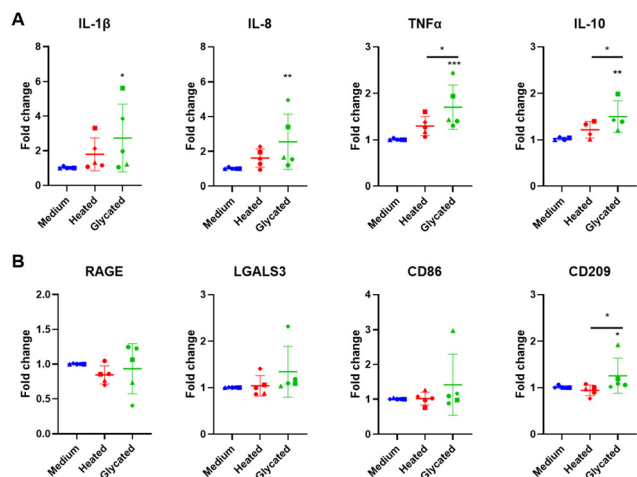 A
IL-1β
IL-8
TNFα
IL-10
Fold change
8
6
4
2
0
*
Medium
Heated
Glycated
Fold change
8
6
4
2
0
**
Medium
Heated
Glycated
Fold change
3
2
1
0
*
***
Medium
Heated
Glycated
Fold change
3
2
1
0
*
**
Medium
Heated
Glycated
B
RAGE
LGALS3
CD86
CD209
Fold change
2.0
1.5
1.0
0.5
0.0
Medium
Heated
Glycated
Fold change
3
2
1
0
Medium
Heated
Glycated
Fold change
4
3
2
1
0
Medium
Heated
Glycated
Fold change
3
2
1
0
*
*
Medium
Heated
Glycated